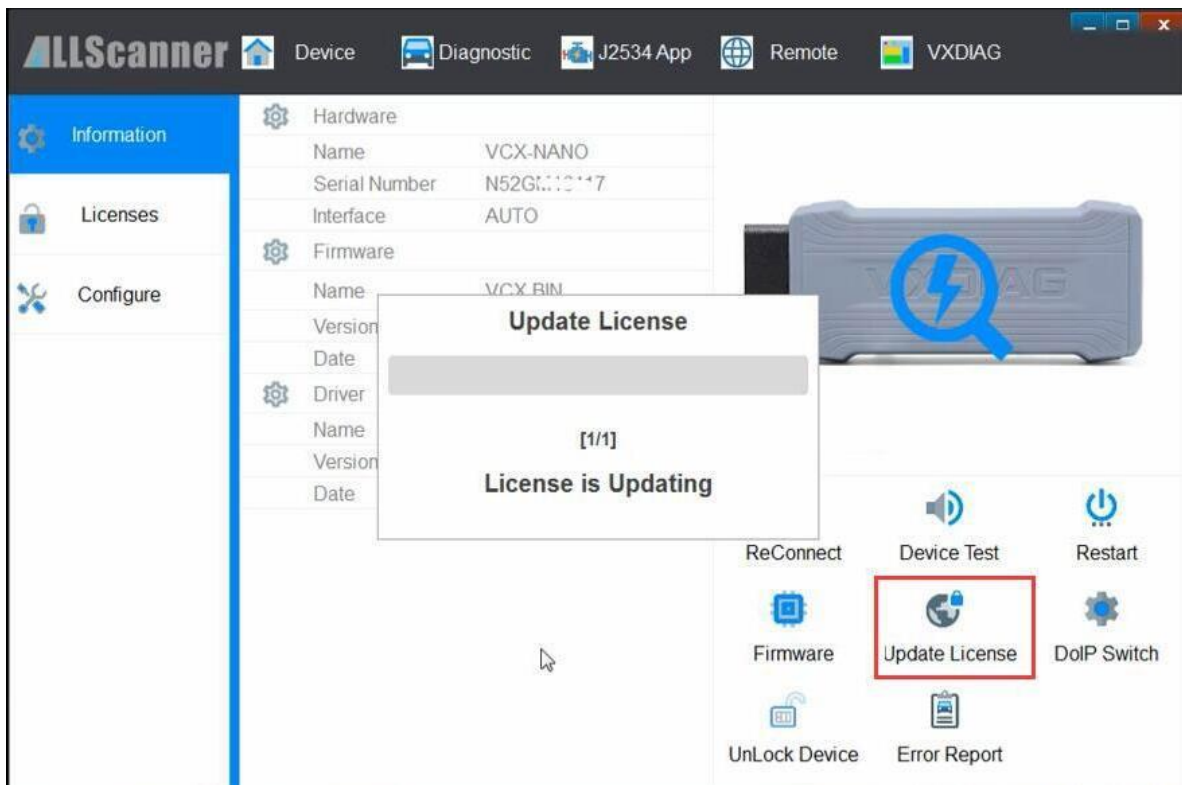 ALLScanner Device Diagnostic J2534 App Remote VXDIAG
Information
Licenses
Configure
Hardware
Name VCX-NANO
Serial Number
Interface AUTO
Firmware
Name VCX BIN
Version
Date
Driver
Name
Version
Date
VXDIAG
Update License
[1/1]
License is Updating
ReConnect Device Test Restart
Firmware Update License DoIP Switch
UnLock Device Error Report